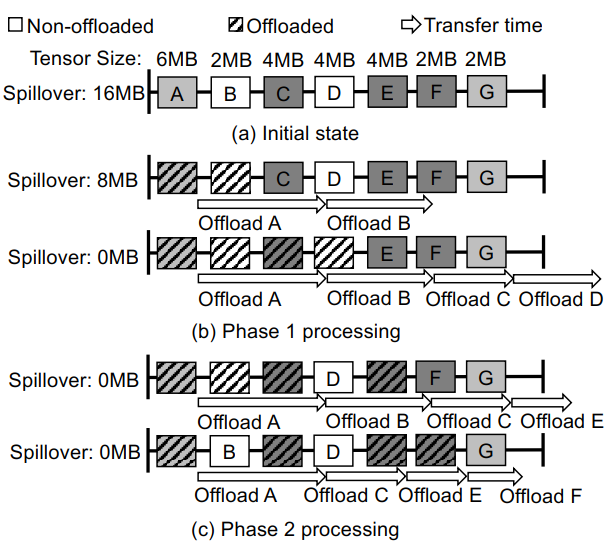 Non-offloaded Offloaded Transfer time
Tensor Size: 6MB 2MB 4MB 4MB 4MB 2MB 2MB
Spillover: 16MB A B C D E F G
(a) Initial state
Spillover: 8MB C D E F G
Offload A Offload B
Spillover: 0MB E F G
Offload A Offload B Offload C Offload D
(b) Phase 1 processing
Spillover: 0MB D F G
Offload A Offload B Offload C Offload E
Spillover: 0MB B D G
Offload A Offload C Offload E Offload F
(c) Phase 2 processing